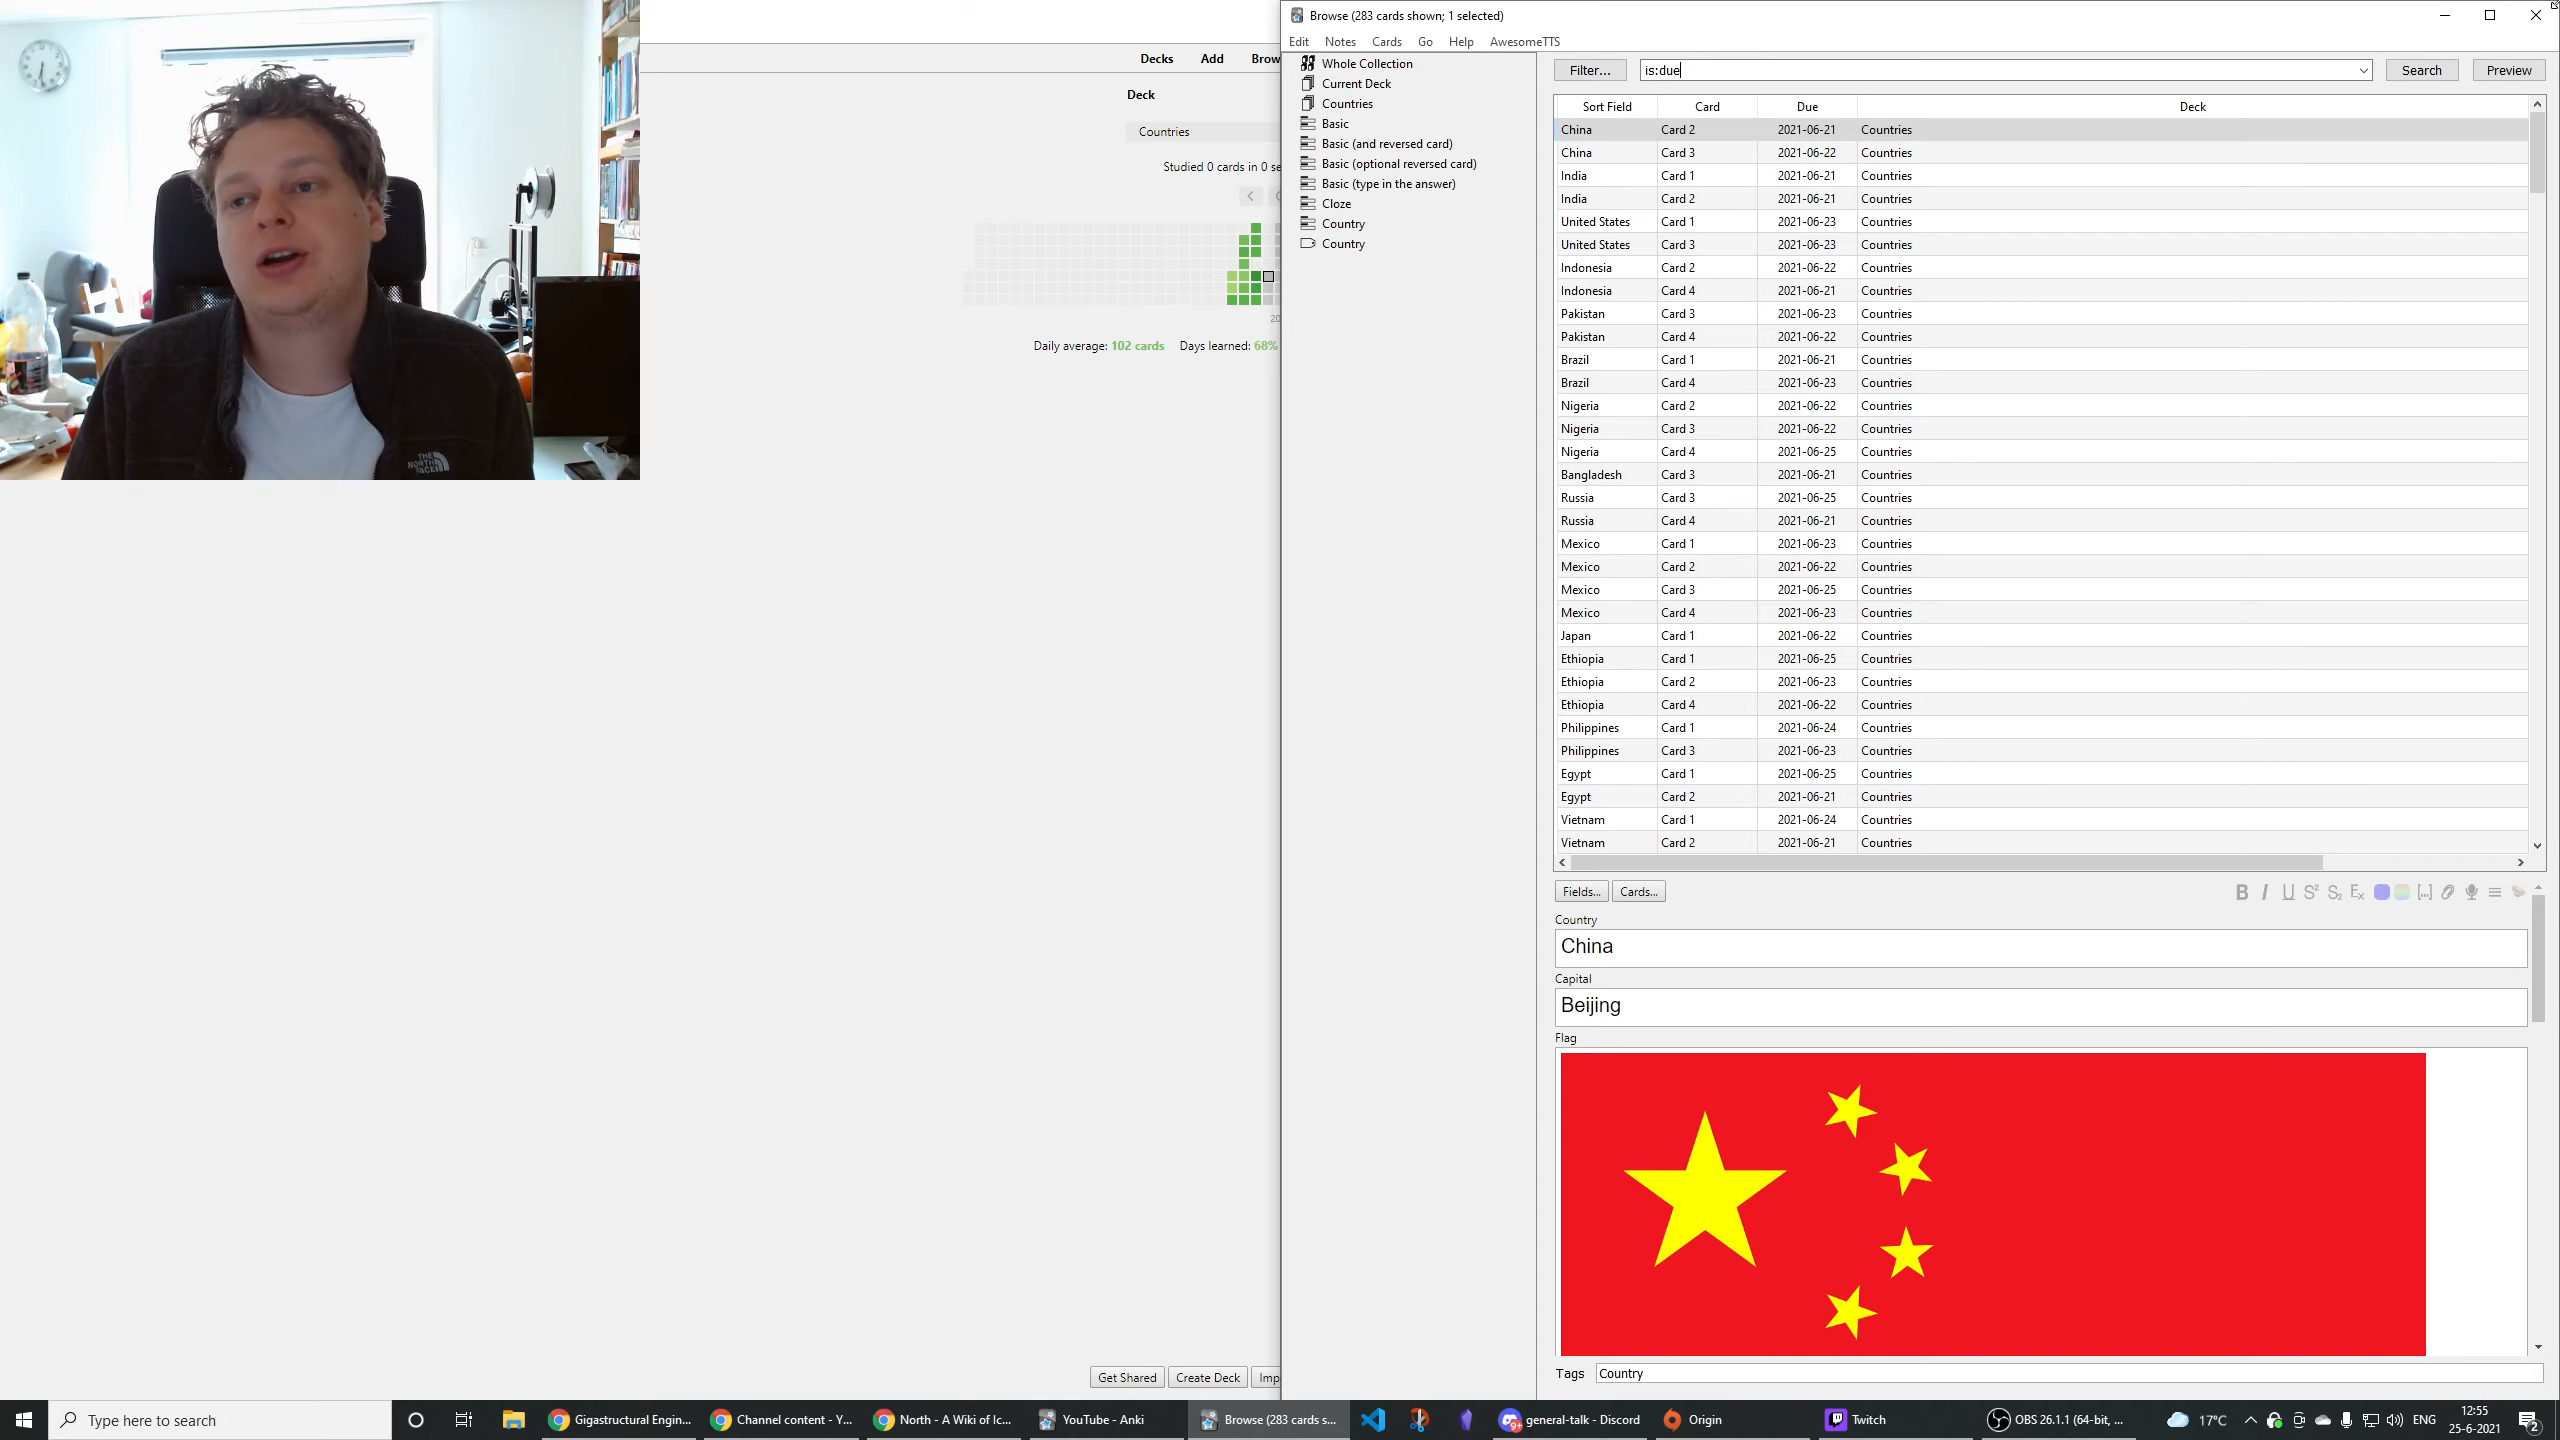 THE
NORTH
FACE
Decks Add Brow
Deck
Countries
Studied 0 cards in 0 se
Daily average: 102 cards Days learned: 68%
Get Shared Create Deck Imp
Browse (283 cards shown; 1 selected)
Edit Notes Cards Go Help AwesomeTTS
Whole Collection
Current Deck
Countries
Basic
Basic (and reversed card)
Basic (optional reversed card)
Basic (type in the answer)
Cloze
Country
Country
Filter... is:due Search Preview
Sort Field Card Due Deck
China Card 2 2021-06-21 Countries
China Card 3 2021-06-22 Countries
India Card 1 2021-06-21 Countries
India Card 2 2021-06-21 Countries
United States Card 1 2021-06-23 Countries
United States Card 3 2021-06-23 Countries
Indonesia Card 2 2021-06-22 Countries
Indonesia Card 4 2021-06-21 Countries
Pakistan Card 3 2021-06-23 Countries
Pakistan Card 4 2021-06-22 Countries
Brazil Card 1 2021-06-21 Countries
Brazil Card 4 2021-06-23 Countries
Nigeria Card 2 2021-06-22 Countries
Nigeria Card 3 2021-06-22 Countries
Nigeria Card 4 2021-06-25 Countries
Bangladesh Card 3 2021-06-21 Countries
Russia Card 3 2021-06-25 Countries
Russia Card 4 2021-06-21 Countries
Mexico Card 1 2021-06-23 Countries
Mexico Card 2 2021-06-22 Countries
Mexico Card 3 2021-06-25 Countries
Mexico Card 4 2021-06-23 Countries
Japan Card 1 2021-06-22 Countries
Ethiopia Card 1 2021-06-25 Countries
Ethiopia Card 2 2021-06-23 Countries
Ethiopia Card 4 2021-06-22 Countries
Philippines Card 1 2021-06-24 Countries
Philippines Card 3 2021-06-23 Countries
Egypt Card 1 2021-06-25 Countries
Egypt Card 2 2021-06-21 Countries
Vietnam Card 1 2021-06-24 Countries
Vietnam Card 2 2021-06-21 Countries
Fields... Cards...
Country
China
Capital
Beijing
Flag
Tags Country
Type here to search Gigastructural Engin... Channel content - Y... North - A Wiki of Ic... YouTube - Anki Browse (283 cards s... general-talk - Discord Origin Twitch OBS 26.1.1 (64-bit, ... 17°C ENG 12:55
25-6-2021 2